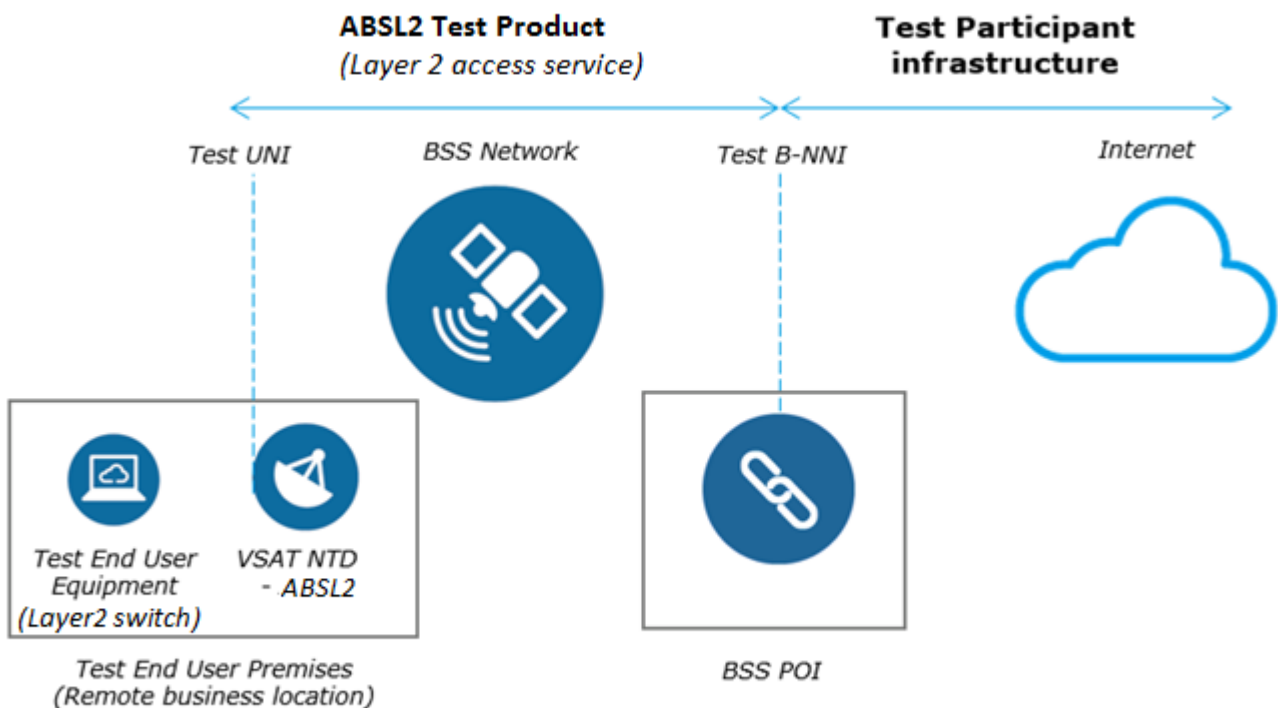 ABSL2 Test Product
(Layer 2 access service)
Test Participant
infrastructure
Test UNI
BSS Network
Test B-NNI
Internet
Test End User
Equipment
(Layer2 switch)
VSAT NTD
- ABSL2
Test End User Premises
(Remote business location)
BSS POI